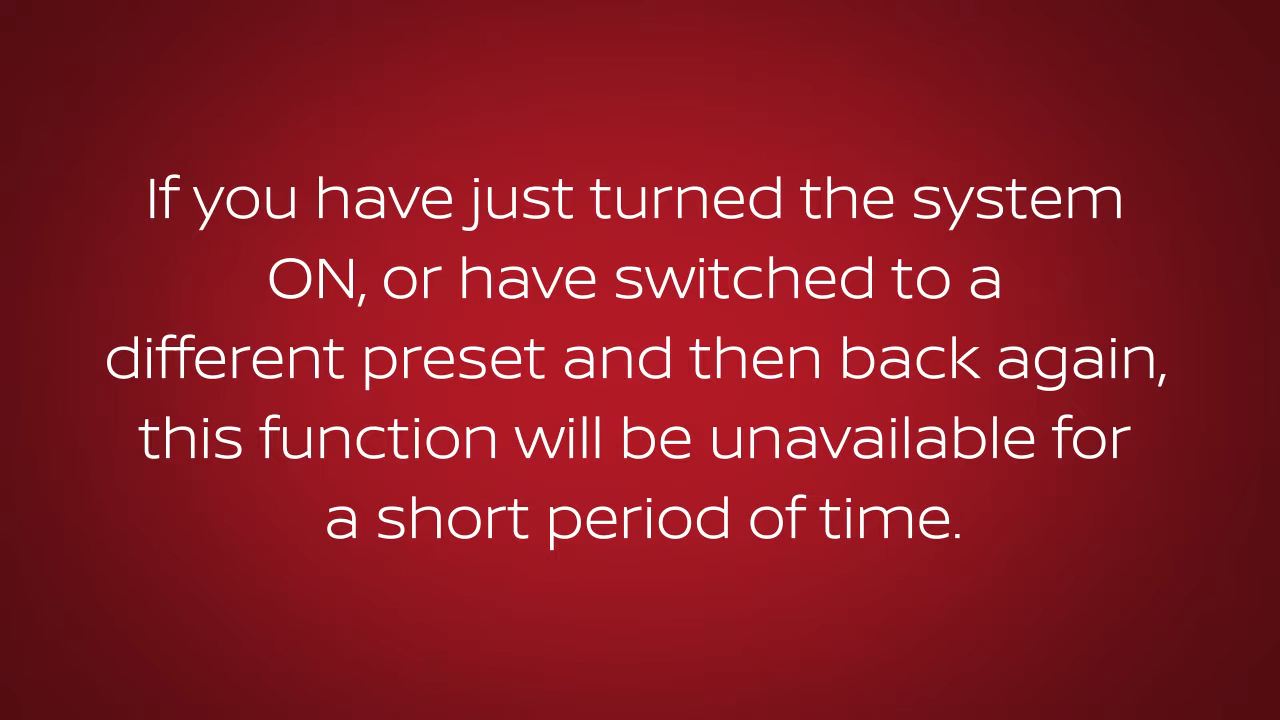 If you have just turned the system
ON, or have switched to a
different preset and then back again,
this function will be unavailable for
a short period of time.